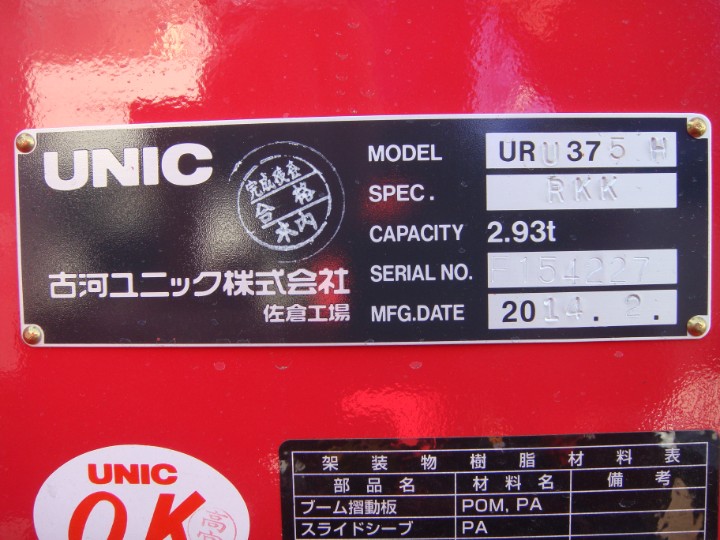 UNIC
完成検査
合格
木内
古河ユニック株式会社
佐倉工場
MODEL URU375H
SPEC. RKK
CAPACITY 2.93t
SERIAL NO. F154227
MFG.DATE 2014.2.
UNIC
OK
架装物樹脂材料表
部品名 材料名 備考
ブーム摺動板 POM, PA
スライドシーブ PA